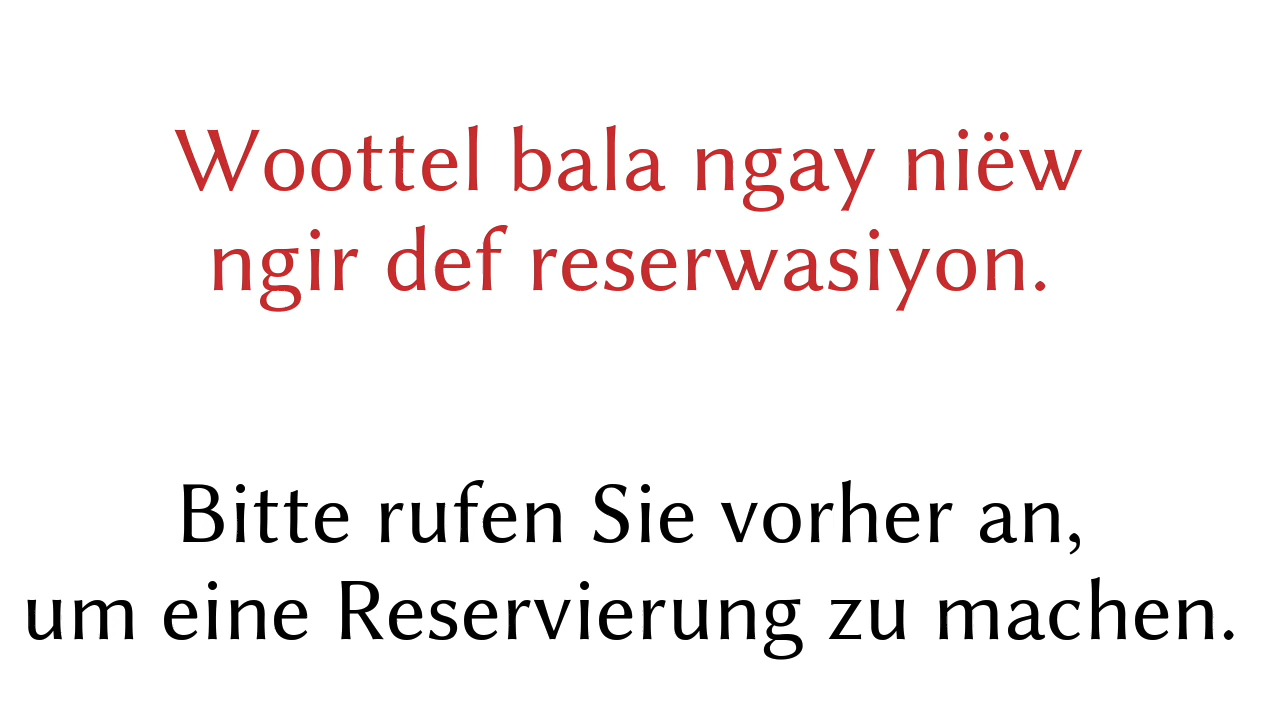 Woottel bala ngay niëw
ngir def reserwasiyon.
Bitte rufen Sie vorher an,
um eine Reservierung zu machen.